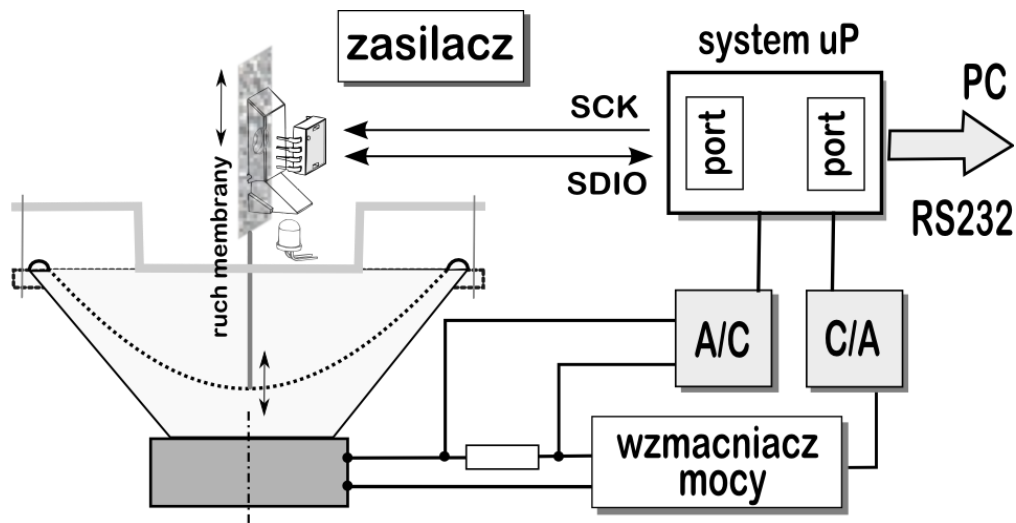 zasilacz
system uP
PC
SCK
port
port
SDIO
RS232
ruch membrany
A/C
C/A
wzmacniacz
mocy